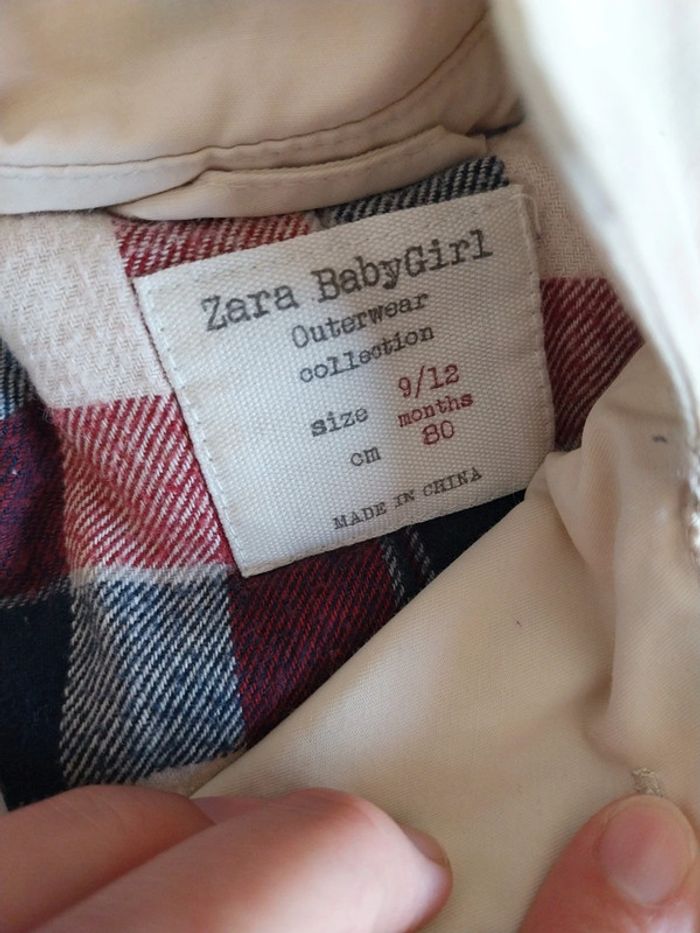 Zara BabyGirl
Outerwear
collection
size 9/12
months
cm 80
MADE IN CHINA